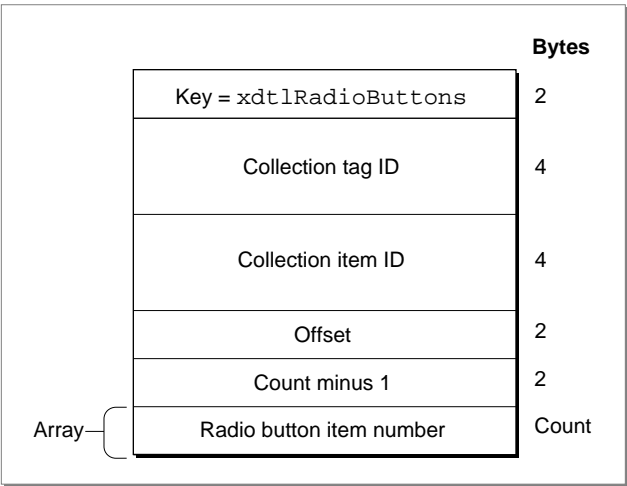 Bytes
Key = xdtlRadioButtons 2
Collection tag ID 4
Collection item ID 4
Offset 2
Count minus 1 2
Array Radio button item number Count